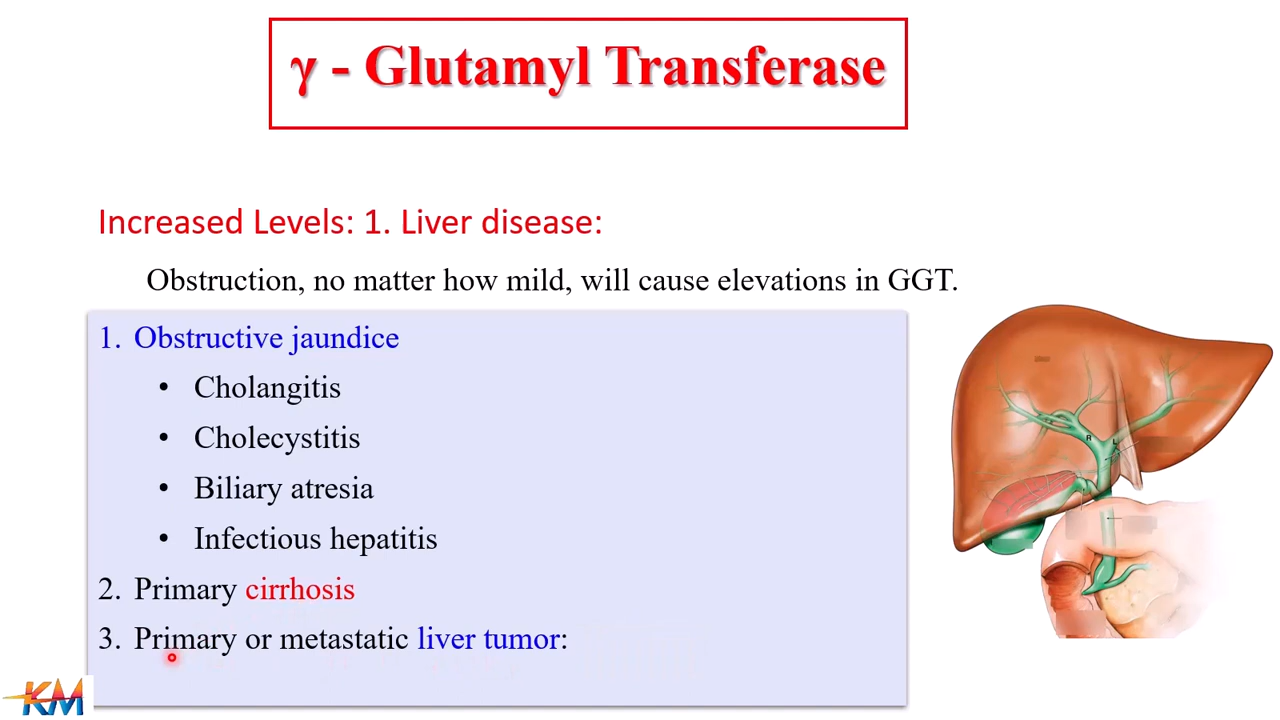 γ - Glutamyl Transferase
Increased Levels: 1. Liver disease:
Obstruction, no matter how mild, will cause elevations in GGT.
1. Obstructive jaundice
• Cholangitis
• Cholecystitis
• Biliary atresia
• Infectious hepatitis
2. Primary cirrhosis
3. Primary or metastatic liver tumor:
R L
KM